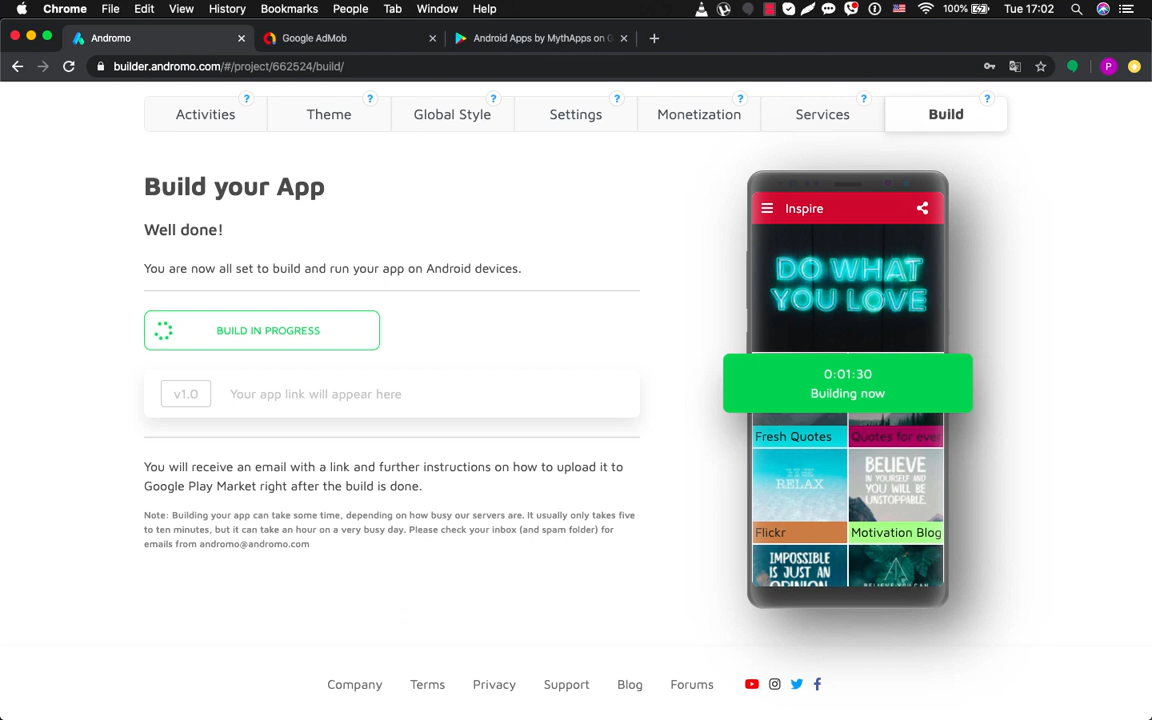 Chrome File Edit View History Bookmarks People Tab Window Help 100% Tue 17:02
Andromo Google AdMob Android Apps by MythApps on G
builder.andromo.com/#/project/662524/build/ P
? ? ? ? ? ? ?
Activities Theme Global Style Settings Monetization Services Build
Build your App
Well done!
You are now all set to build and run your app on Android devices.
BUILD IN PROGRESS
v1.0 Your app link will appear here
You will receive an email with a link and further instructions on how to upload it to
Google Play Market right after the build is done.
Note: Building your app can take some time, depending on how busy our servers are. It usually only takes five
to ten minutes, but it can take an hour on a very busy day. Please check your inbox (and spam folder) for
emails from andromo@andromo.com
Inspire
DO WHAT
YOU LOVE
0:01:30
Building now
Fresh Quotes Quotes for ever
RELAX
BELIEVE
IN YOURSELF
AND YOU WILL BE
UNSTOPPABLE.
Flickr Motivation Blog
IMPOSSIBLE
IS JUST AN
OPINION
BELIEVE YOU CAN
Company Terms Privacy Support Blog Forums